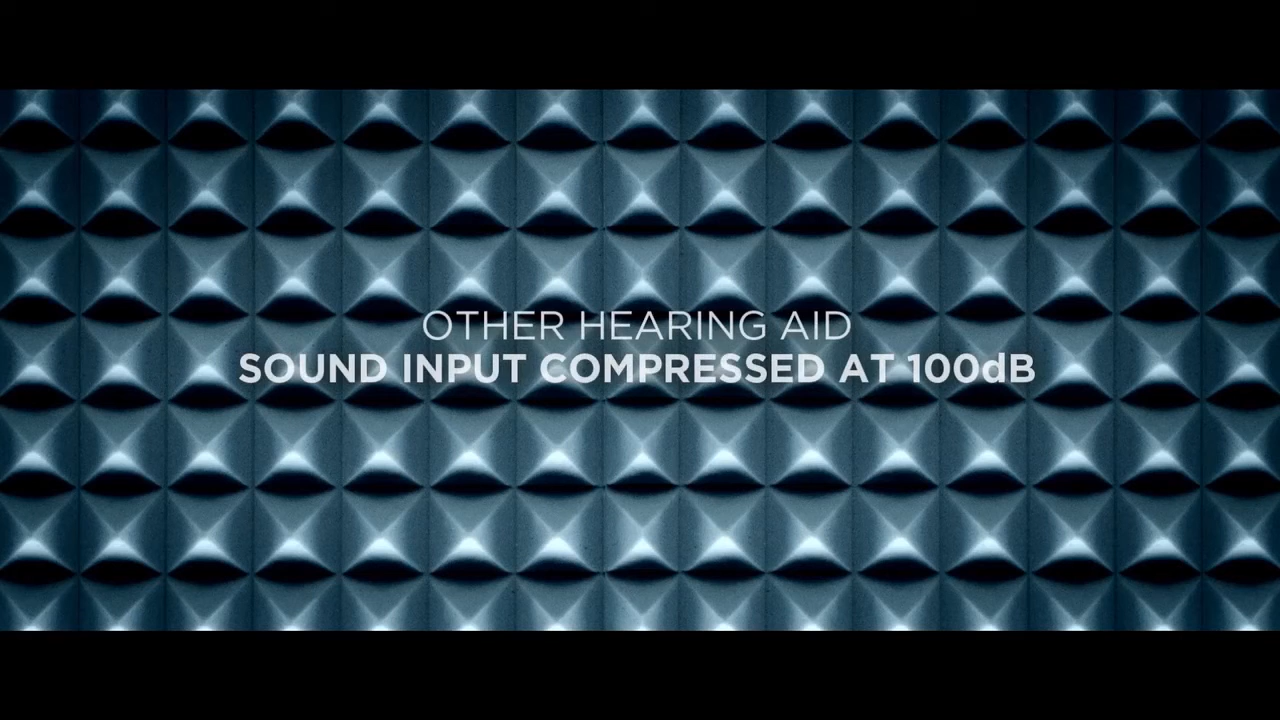 OTHER HEARING AID
SOUND INPUT COMPRESSED AT 100dB